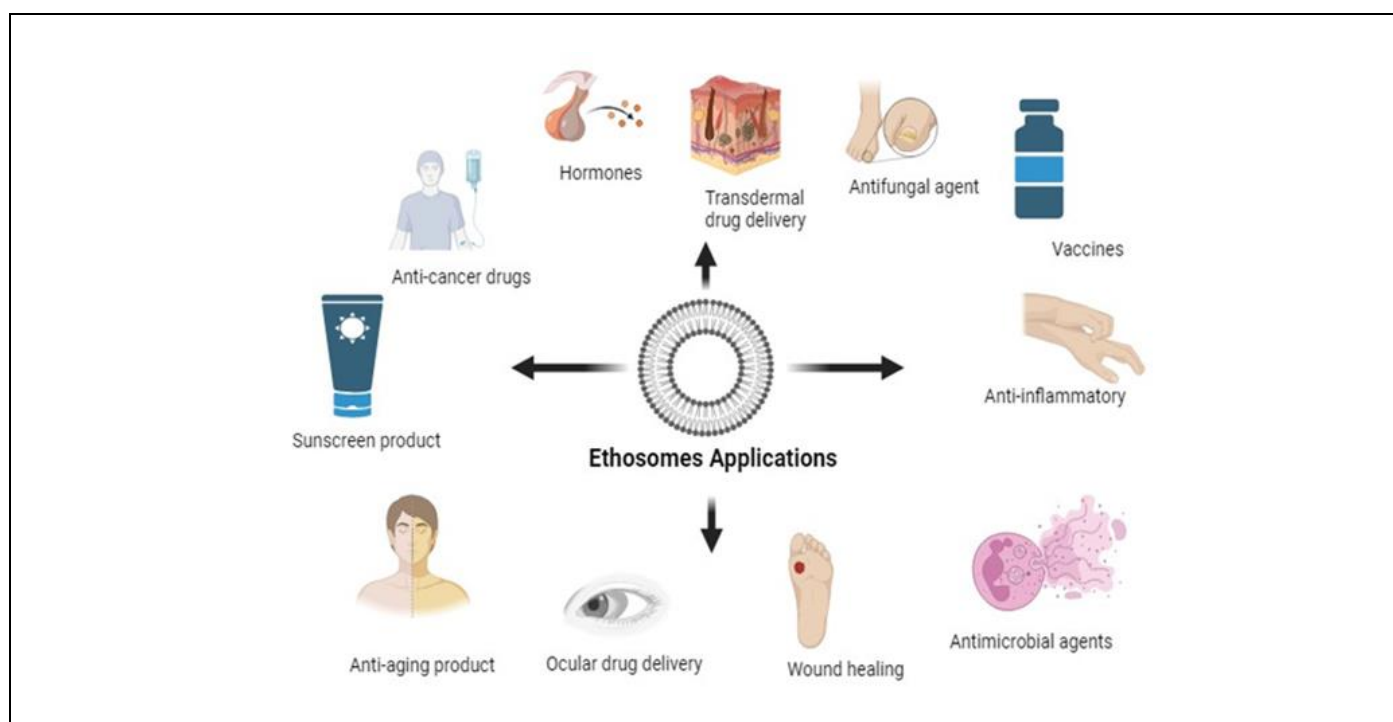 Hormones
Transdermal
drug delivery
Antifungal agent
Vaccines
Anti-cancer drugs
Anti-inflammatory
Sunscreen product
Ethosomes Applications
Antimicrobial agents
Anti-aging product
Ocular drug delivery
Wound healing